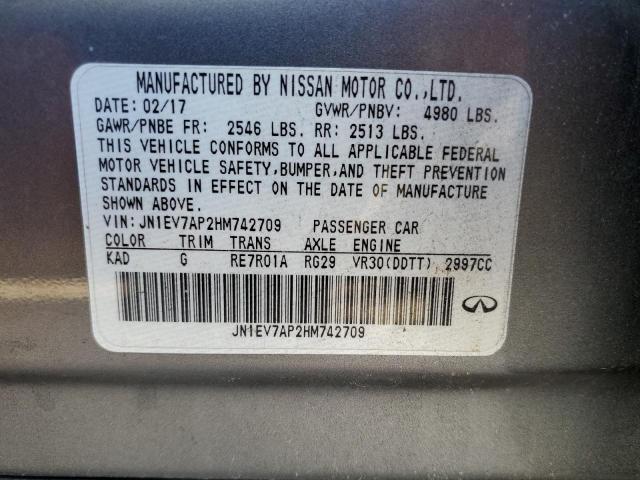 MANUFACTURED BY NISSAN MOTOR CO.,LTD.
DATE: 02/17 GVWR/PNBV: 4980 LBS.
GAWR/PNBE FR: 2546 LBS. RR: 2513 LBS.
THIS VEHICLE CONFORMS TO ALL APPLICABLE FEDERAL
MOTOR VEHICLE SAFETY,BUMPER,AND THEFT PREVENTION
STANDARDS IN EFFECT ON THE DATE OF MANUFACTURE
SHOWN ABOVE.
VIN:JN1EV7AP2HM742709 PASSENGER CAR
COLOR TRIM TRANS AXLE ENGINE
KAD G RE7R01A RG29 VR30(DDTT) 2997CC
JN1EV7AP2HM742709